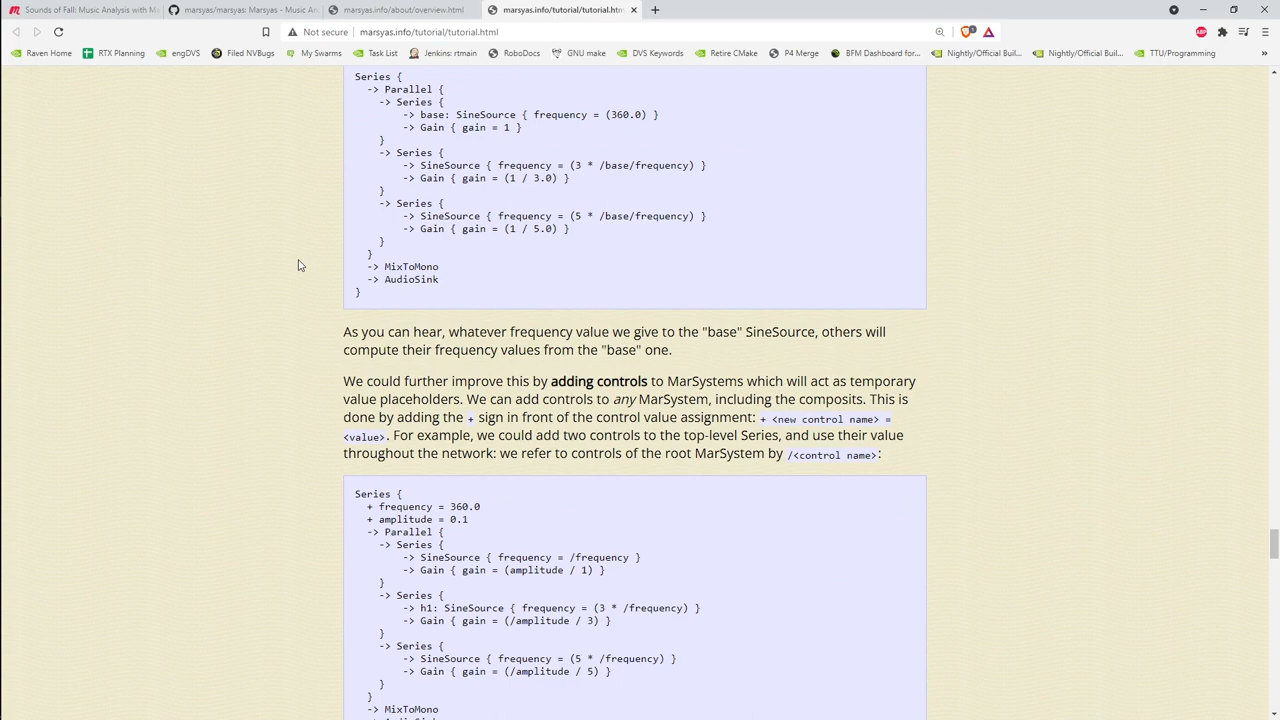 Sounds of Fall: Music Analysis with M
marsyas/marsyas: Marsyas - Music An
marsyas.info/about/overview.html
marsyas.info/tutorial/tutorial.htm
Not secure | marsyas.info/tutorial/tutorial.html
Raven Home RTX Planning engDVS Filed NVBugs My Swarms Task List Jenkins: rtmain RoboDocs GNU make DVS Keywords Retire CMake P4 Merge BFM Dashboard for... Nightly/Official Buil... Nightly/Official Buil... TTU/Programming »
Series {
-> Parallel {
-> Series {
-> base: SineSource { frequency = (360.0) }
-> Gain { gain = 1 }
}
-> Series {
-> SineSource { frequency = (3 * /base/frequency) }
-> Gain { gain = (1 / 3.0) }
}
-> Series {
-> SineSource { frequency = (5 * /base/frequency) }
-> Gain { gain = (1 / 5.0) }
}
}
-> MixToMono
-> AudioSink
}
As you can hear, whatever frequency value we give to the "base" SineSource, others will
compute their frequency values from the "base" one.
We could further improve this by adding controls to MarSystems which will act as temporary
value placeholders. We can add controls to any MarSystem, including the composits. This is
done by adding the + sign in front of the control value assignment: + <new control name> =
<value>. For example, we could add two controls to the top-level Series, and use their value
throughout the network: we refer to controls of the root MarSystem by /<control name>:
Series {
+ frequency = 360.0
+ amplitude = 0.1
-> Parallel {
-> Series {
-> SineSource { frequency = /frequency }
-> Gain { gain = (amplitude / 1) }
}
-> Series {
-> h1: SineSource { frequency = (3 * /frequency) }
-> Gain { gain = (/amplitude / 3) }
}
-> Series {
-> SineSource { frequency = (5 * /frequency) }
-> Gain { gain = (/amplitude / 5) }
}
}
-> MixToMono